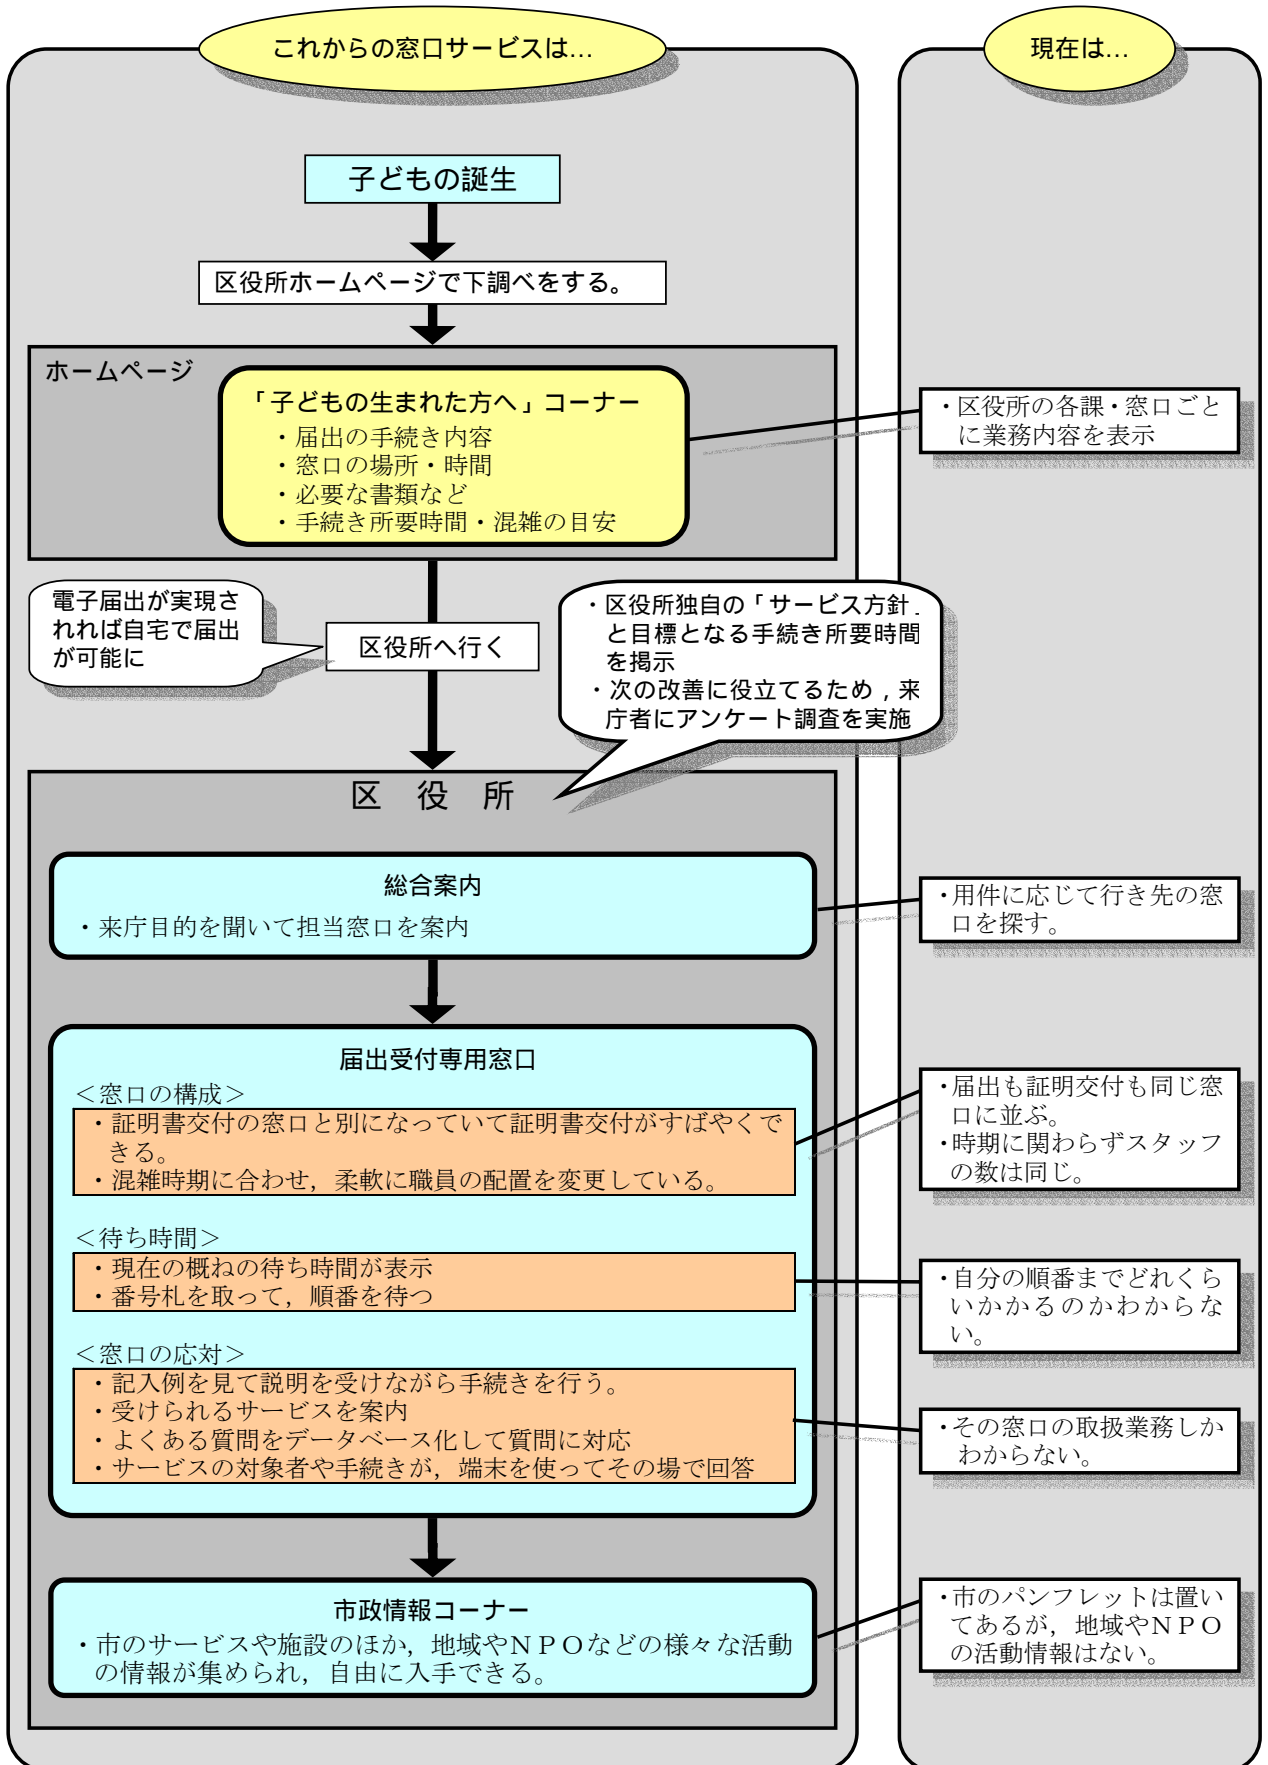 これからの窓口サービスは…
現在は…
子どもの誕生
区役所ホームページで下調べをする。
ホームページ
「子どもの生まれた方へ」コーナー
・届出の手続き内容
・窓口の場所・時間
・必要な書類など
・手続き所要時間・混雑の目安
・区役所の各課・窓口ごと
に業務内容を表示
電子届出が実現さ
れれば自宅で届出
が可能に
区役所へ行く
・区役所独自の「サービス方針」
と目標となる手続き所要時間
を掲示
・次の改善に役立てるため，来
庁者にアンケート調査を実施
区 役 所
総合案内
・来庁目的を聞いて担当窓口を案内
・用件に応じて行き先の窓
口を探す。
届出受付専用窓口
＜窓口の構成＞
・証明書交付の窓口と別になっていて証明書交付がすばやくで
きる。
・混雑時期に合わせ，柔軟に職員の配置を変更している。
・届出も証明交付も同じ窓
口に並ぶ。
・時期に関わらずスタッフ
の数は同じ。
＜待ち時間＞
・現在の概ねの待ち時間が表示
・番号札を取って，順番を待つ
・自分の順番までどれくら
いかかるのかわからな
い。
＜窓口の応対＞
・記入例を見て説明を受けながら手続きを行う。
・受けられるサービスを案内
・よくある質問をデータベース化して質問に対応
・サービスの対象者や手続きが，端末を使ってその場で回答
・その窓口の取扱業務しか
わからない。
市政情報コーナー
・市のサービスや施設のほか，地域やＮＰＯなどの様々な活動
の情報が集められ，自由に入手できる。
・市のパンフレットは置い
てあるが，地域やＮＰＯ
の活動情報はない。